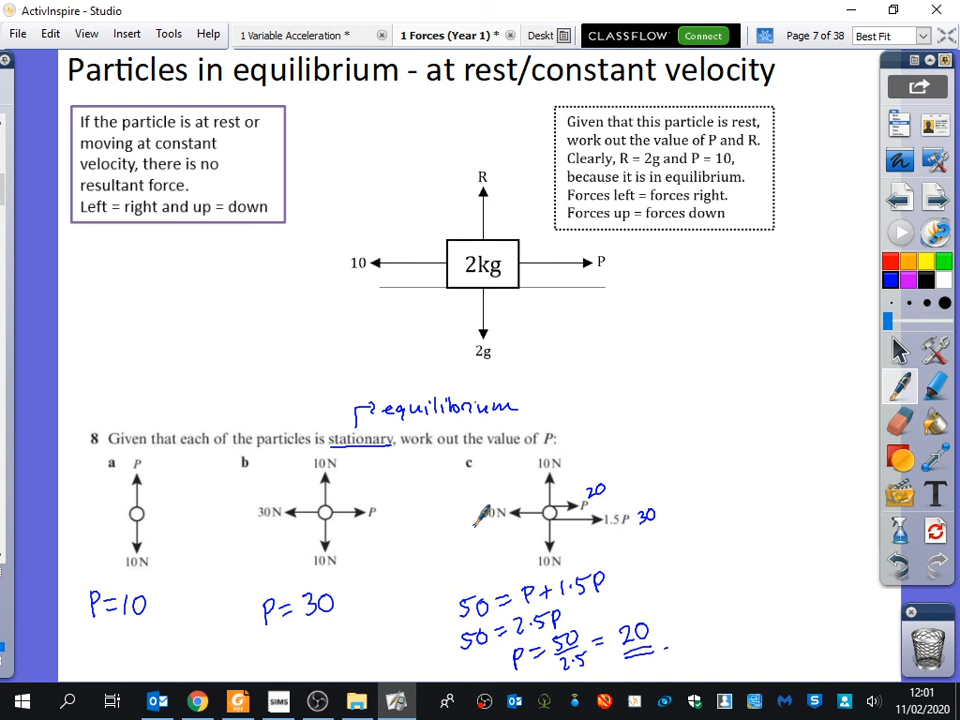 ActivInspire - Studio
File Edit View Insert Tools Help
1 Variable Acceleration *
1 Forces (Year 1) *
Deskt
CLASSFLOW
Connect
Page 7 of 38
Best Fit
Particles in equilibrium - at rest/constant velocity
If the particle is at rest or
moving at constant
velocity, there is no
resultant force.
Left = right and up = down
Given that this particle is rest,
work out the value of P and R.
Clearly, R = 2g and P = 10,
because it is in equilibrium.
Forces left = forces right.
Forces up = forces down
R
10
2kg
P
2g
equilibrium
8 Given that each of the particles is stationary, work out the value of P:
a P
10 N
b 10 N
30 N
P
10 N
c 10 N
P 20
0 N
1.5 P 30
10 N
P=10
P= 30
50 = P + 1.5P
50 = 2.5P
P = 50/2.5 = 20
SIMS
12:01
11/02/2020